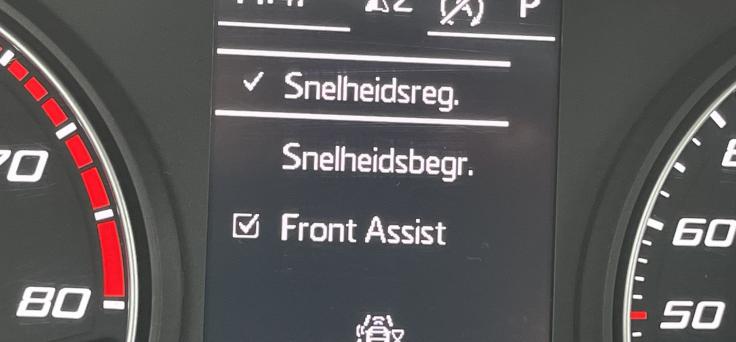 P
Snelheidsreg.
Snelheidsbegr.
Front Assist
70
80
60
50